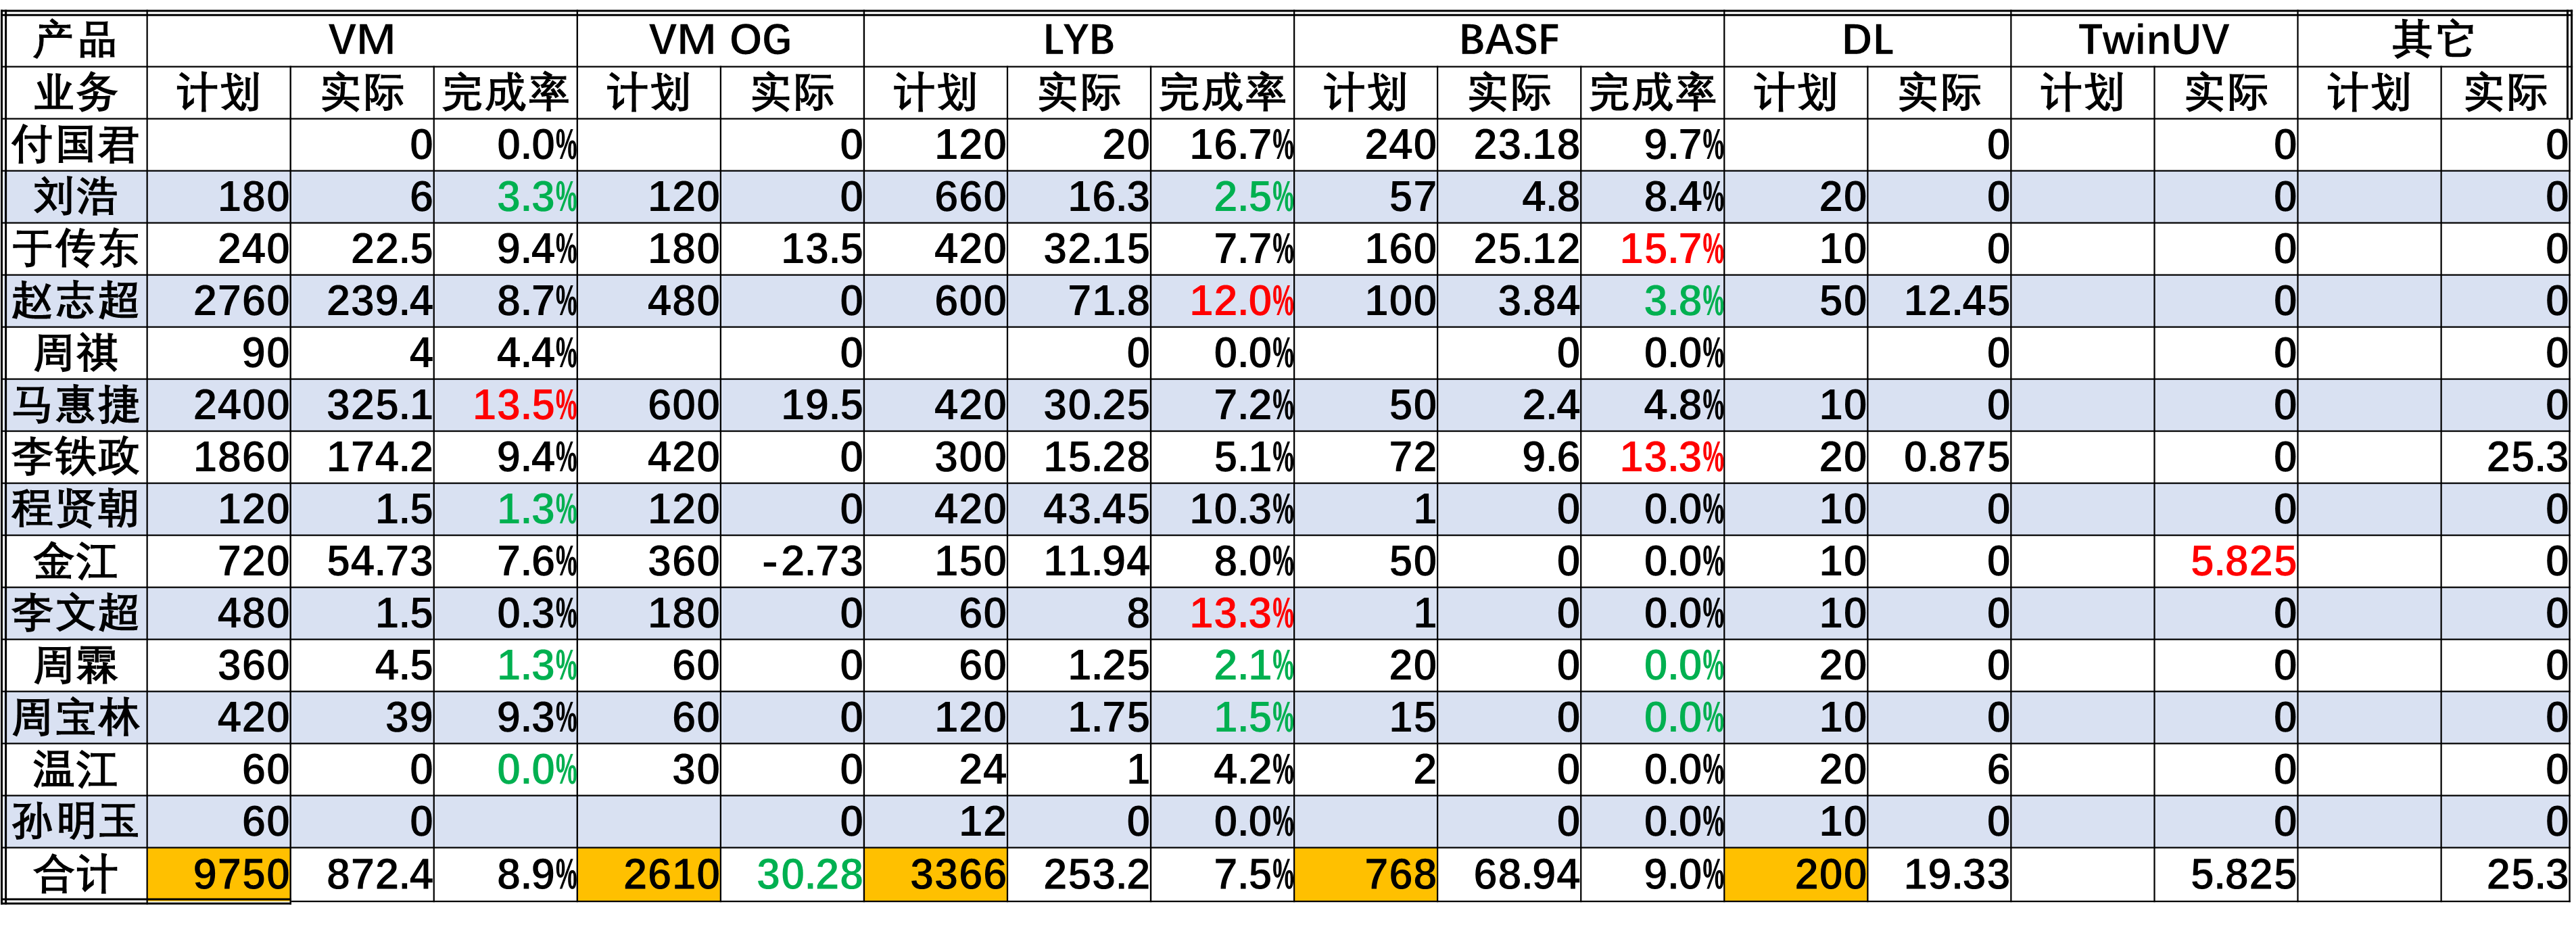 产品 VM VM OG LYB BASF DL TwinUV 其它
业务 计划 实际 完成率 计划 实际 计划 实际 完成率 计划 实际 完成率 计划 实际 计划 实际 计划 实际
付国君 0 0.0% 0 120 20 16.7% 240 23.18 9.7% 0 0 0
刘浩 180 6 3.3% 120 0 660 16.3 2.5% 57 4.8 8.4% 20 0 0 0
于传东 240 22.5 9.4% 180 13.5 420 32.15 7.7% 160 25.12 15.7% 10 0 0 0
赵志超 2760 239.4 8.7% 480 0 600 71.8 12.0% 100 3.84 3.8% 50 12.45 0 0
周祺 90 4 4.4% 0 0 0.0% 0 0.0% 0 0 0
马惠捷 2400 325.1 13.5% 600 19.5 420 30.25 7.2% 50 2.4 4.8% 10 0 0 0
李铁政 1860 174.2 9.4% 420 0 300 15.28 5.1% 72 9.6 13.3% 20 0.875 0 25.3
程贤朝 120 1.5 1.3% 120 0 420 43.45 10.3% 1 0 0.0% 10 0 0 0
金江 720 54.73 7.6% 360 -2.73 150 11.94 8.0% 50 0 0.0% 10 0 5.825 0
李文超 480 1.5 0.3% 180 0 60 8 13.3% 1 0 0.0% 10 0 0 0
周霖 360 4.5 1.3% 60 0 60 1.25 2.1% 20 0 0.0% 20 0 0 0
周宝林 420 39 9.3% 60 0 120 1.75 1.5% 15 0 0.0% 10 0 0 0
温江 60 0 0.0% 30 0 24 1 4.2% 2 0 0.0% 20 6 0 0
孙明玉 60 0 0 12 0 0.0% 0 0.0% 10 0 0 0
合计 9750 872.4 8.9% 2610 30.28 3366 253.2 7.5% 768 68.94 9.0% 200 19.33 5.825 25.3